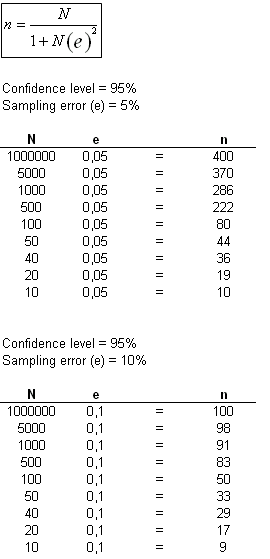 n = N / 1 + N(e)²
Confidence level = 95%
Sampling error (e) = 5%
N e n
1000000 0,05 = 400
5000 0,05 = 370
1000 0,05 = 286
500 0,05 = 222
100 0,05 = 80
50 0,05 = 44
40 0,05 = 36
20 0,05 = 19
10 0,05 = 10
Confidence level = 95%
Sampling error (e) = 10%
N e n
1000000 0,1 = 100
5000 0,1 = 98
1000 0,1 = 91
500 0,1 = 83
100 0,1 = 50
50 0,1 = 33
40 0,1 = 29
20 0,1 = 17
10 0,1 = 9